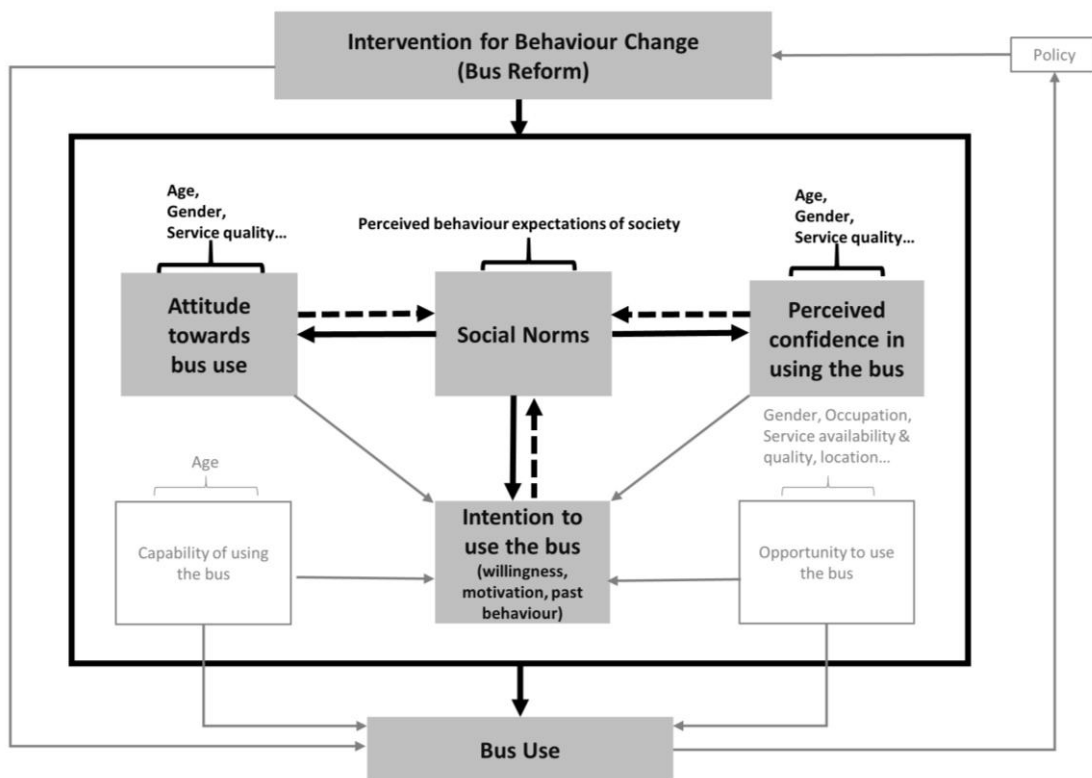 Intervention for Behaviour Change
(Bus Reform)
Policy
Age,
Gender,
Service quality...
Perceived behaviour expectations of society
Age,
Gender,
Service quality...
Attitude
towards
bus use
Social Norms
Perceived
confidence in
using the bus
Age
Gender, Occupation,
Service availability &
quality, location...
Capability of using
the bus
Intention to
use the bus
(willingness,
motivation, past
behaviour)
Opportunity to use
the bus
Bus Use